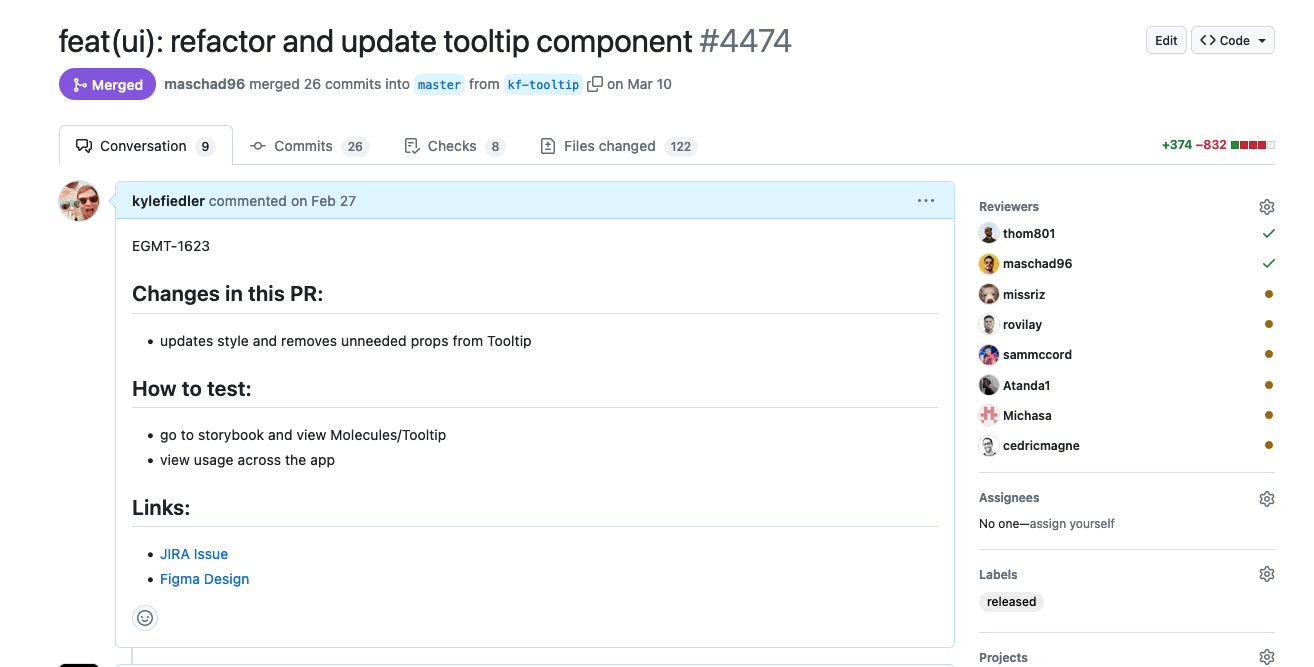 feat(ui): refactor and update tooltip component #4474
Edit
Code
Merged
maschad96 merged 26 commits into master from kf-tooltip on Mar 10
Conversation 9
Commits 26
Checks 8
Files changed 122
+374 −832
kylefiedler commented on Feb 27
EGMT-1623
Changes in this PR:
• updates style and removes unneeded props from Tooltip
How to test:
• go to storybook and view Molecules/Tooltip
• view usage across the app
Links:
• JIRA Issue
• Figma Design
Reviewers
thom801
maschad96
missriz
rovilay
sammccord
Atanda1
Michasa
cedricmagne
Assignees
No one—assign yourself
Labels
released
Projects